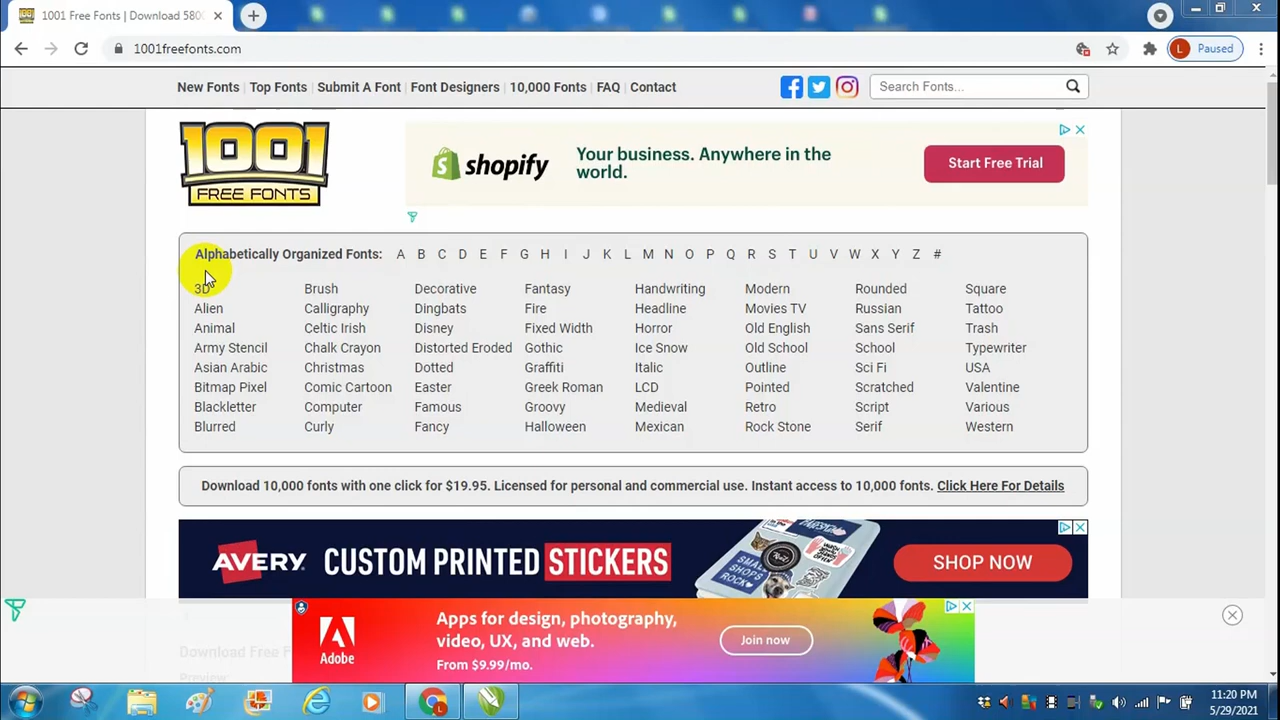 1001 Free Fonts | Download 5800
1001freefonts.com
L Paused
New Fonts Top Fonts Submit A Font Font Designers 10,000 Fonts FAQ Contact
Search Fonts...
1001
FREE FONTS
shopify
Your business. Anywhere in the
world.
Start Free Trial
Alphabetically Organized Fonts: A B C D E F G H I J K L M N O P Q R S T U V W X Y Z #
3D Brush Decorative Fantasy Handwriting Modern Rounded Square
Alien Calligraphy Dingbats Fire Headline Movies TV Russian Tattoo
Animal Celtic Irish Disney Fixed Width Horror Old English Sans Serif Trash
Army Stencil Chalk Crayon Distorted Eroded Gothic Ice Snow Old School School Typewriter
Asian Arabic Christmas Dotted Graffiti Italic Outline Sci Fi USA
Bitmap Pixel Comic Cartoon Easter Greek Roman LCD Pointed Scratched Valentine
Blackletter Computer Famous Groovy Medieval Retro Script Various
Blurred Curly Fancy Halloween Mexican Rock Stone Serif Western
Download 10,000 fonts with one click for $19.95. Licensed for personal and commercial use. Instant access to 10,000 fonts. Click Here For Details
AVERY CUSTOM PRINTED STICKERS
SMALL SHOPS ROCK
SHOP NOW
Adobe
Apps for design, photography,
video, UX, and web.
From $9.99/mo.
Join now
Download Free F
Preview
11:20 PM
5/29/2021